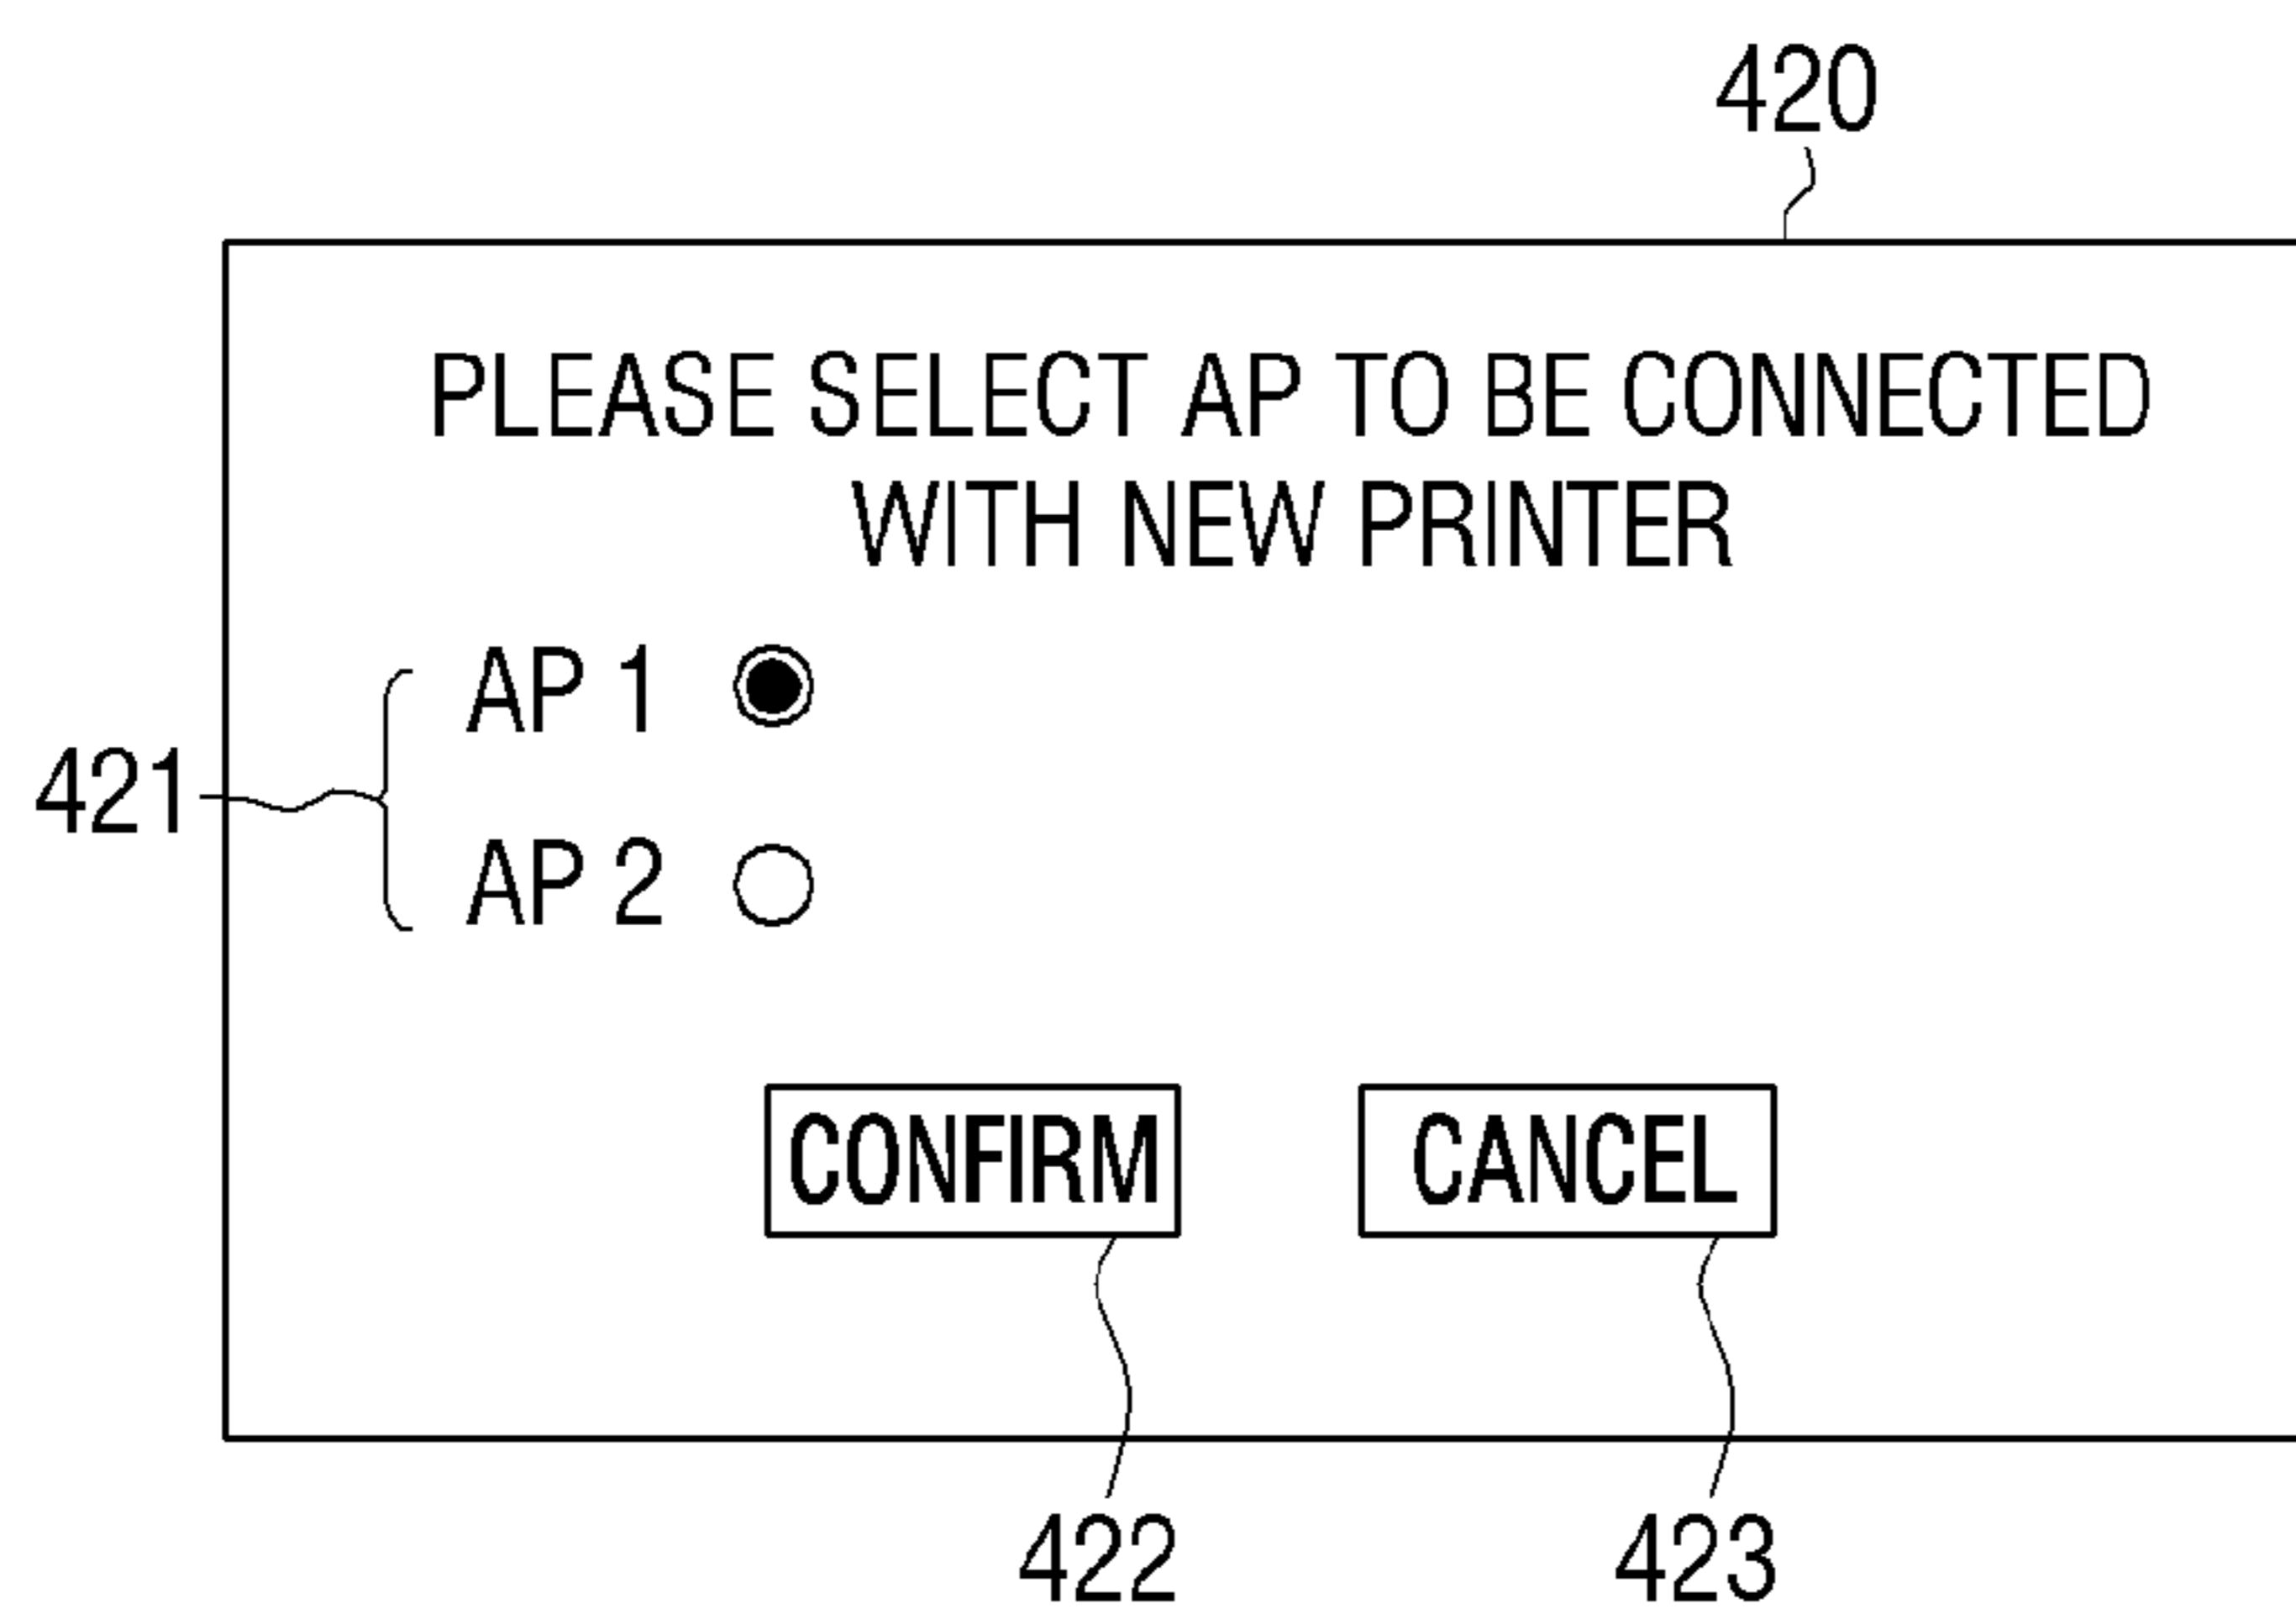 420
PLEASE SELECT AP TO BE CONNECTED
WITH NEW PRINTER
AP 1
421
AP 2
CONFIRM CANCEL
422 423